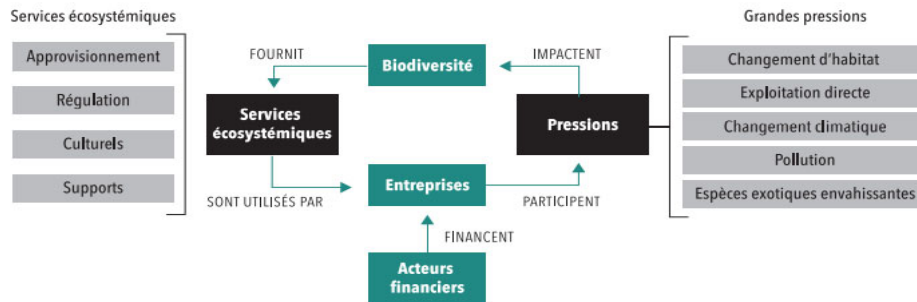 Services écosystémiques
Approvisionnement
Régulation
Culturels
Supports
FOURNIT
Biodiversité
IMPACTENT
Services
écosystémiques
Pressions
SONT UTILISÉS PAR
Entreprises
PARTICIPENT
FINANCENT
Acteurs
financiers
Grandes pressions
Changement d'habitat
Exploitation directe
Changement climatique
Pollution
Espèces exotiques envahissantes